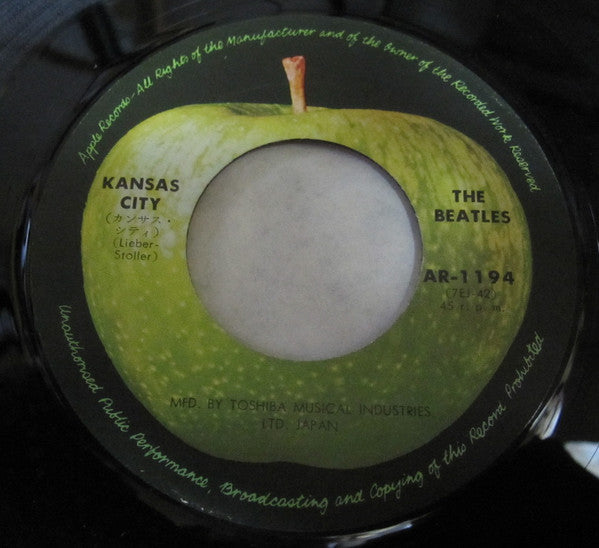 Apple Records-All Rights of the Manufacturer and of the Owner of the Recorded Work Reserved
KANSAS
CITY
(カンサス・
シティ)
(Lieber-
Stoller)
THE
BEATLES
AR-1194
(7EJ-42)
45 r. p. m.
MFD. BY TOSHIBA MUSICAL INDUSTRIES
LTD. JAPAN
Unauthorised Public Performance, Broadcasting and Copying of this Record Prohibited